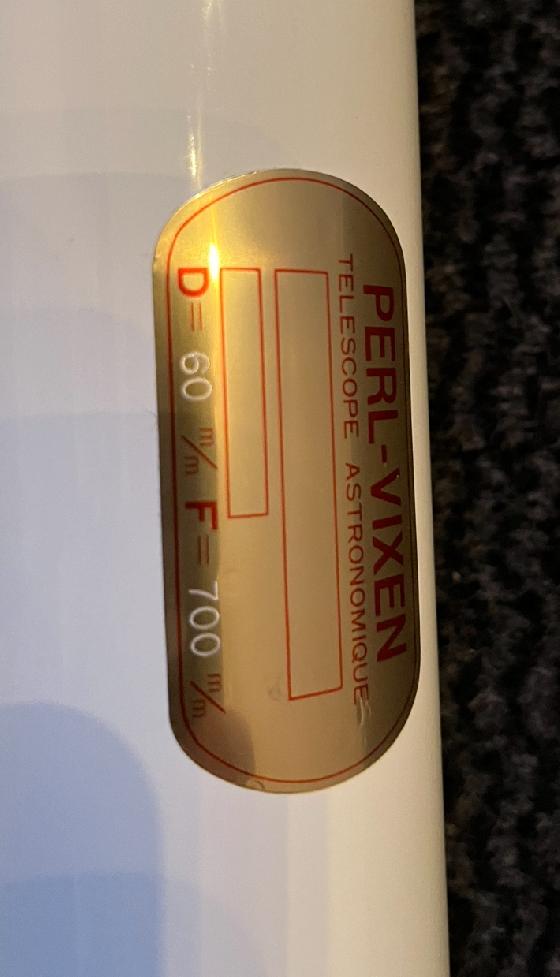 PERL-VIXEN
TELESCOPE ASTRONOMIQUE
D= 60 m/m F= 700 m/m